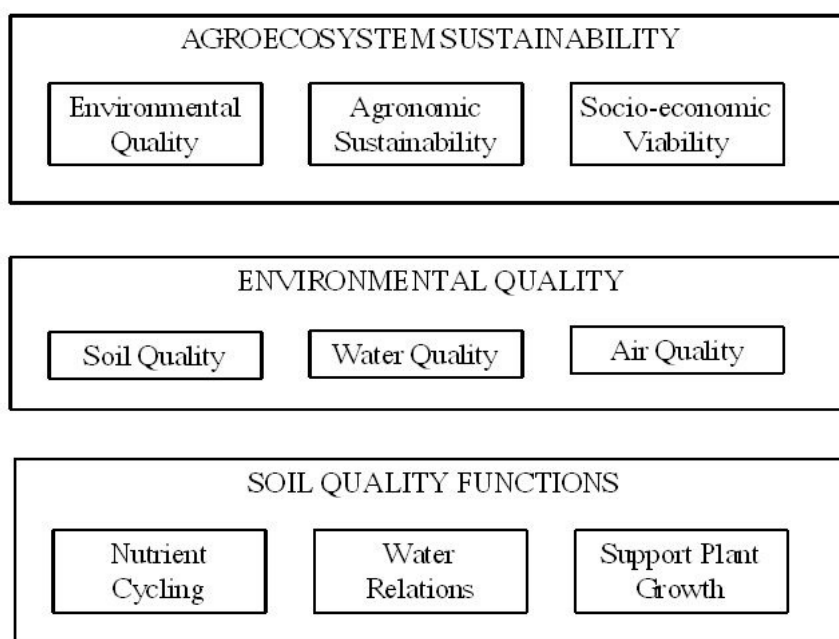 AGROECOSYSTEM SUSTAINABILITY
Environmental
Quality
Agronomic
Sustainability
Socio-economic
Viability
ENVIRONMENTAL QUALITY
Soil Quality
Water Quality
Air Quality
SOIL QUALITY FUNCTIONS
Nutrient
Cycling
Water
Relations
Support Plant
Growth